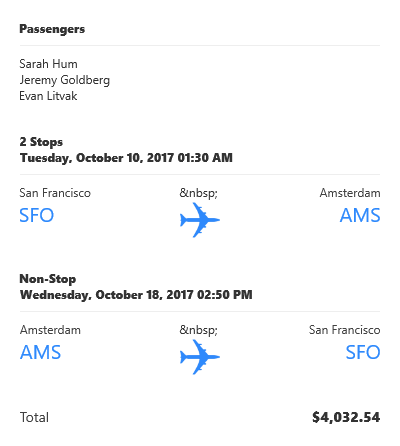 Passengers
Sarah Hum
Jeremy Goldberg
Evan Litvak
2 Stops
Tuesday, October 10, 2017 01:30 AM
San Francisco &nbsp; Amsterdam
SFO AMS
Non-Stop
Wednesday, October 18, 2017 02:50 PM
Amsterdam &nbsp; San Francisco
AMS SFO
Total $4,032.54